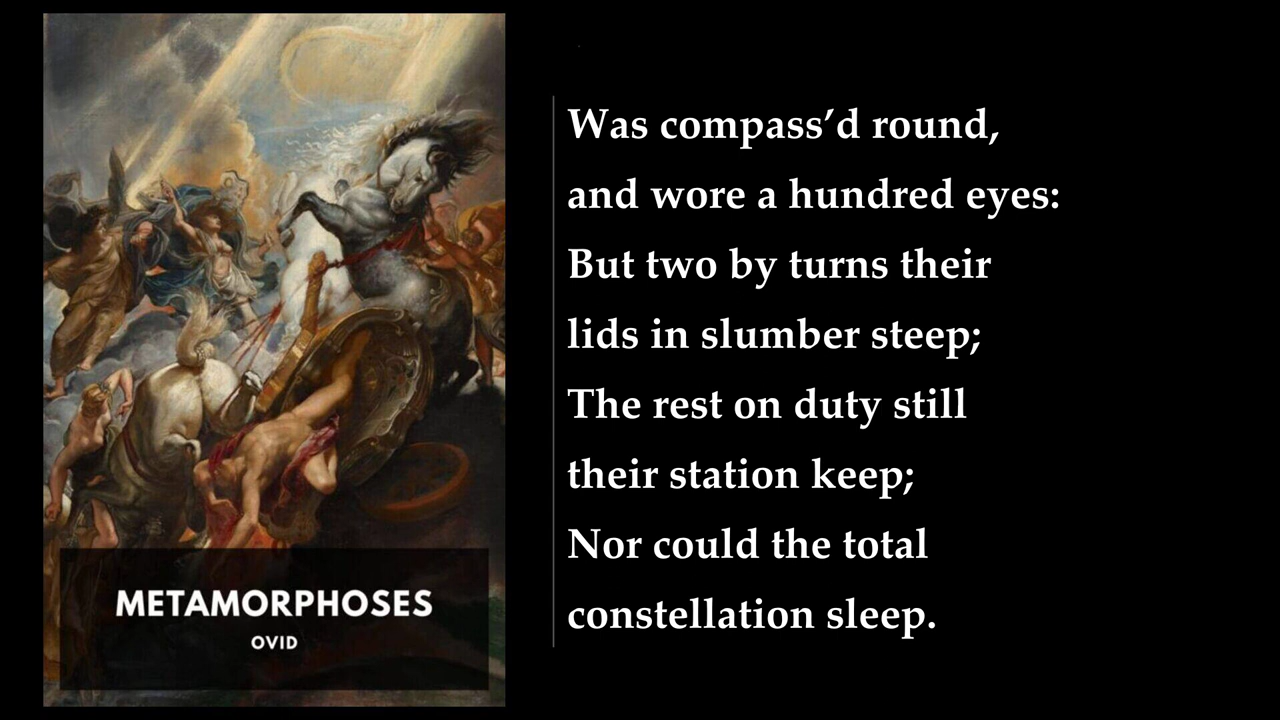 METAMORPHOSES
OVID
Was compass’d round,
and wore a hundred eyes:
But two by turns their
lids in slumber steep;
The rest on duty still
their station keep;
Nor could the total
constellation sleep.